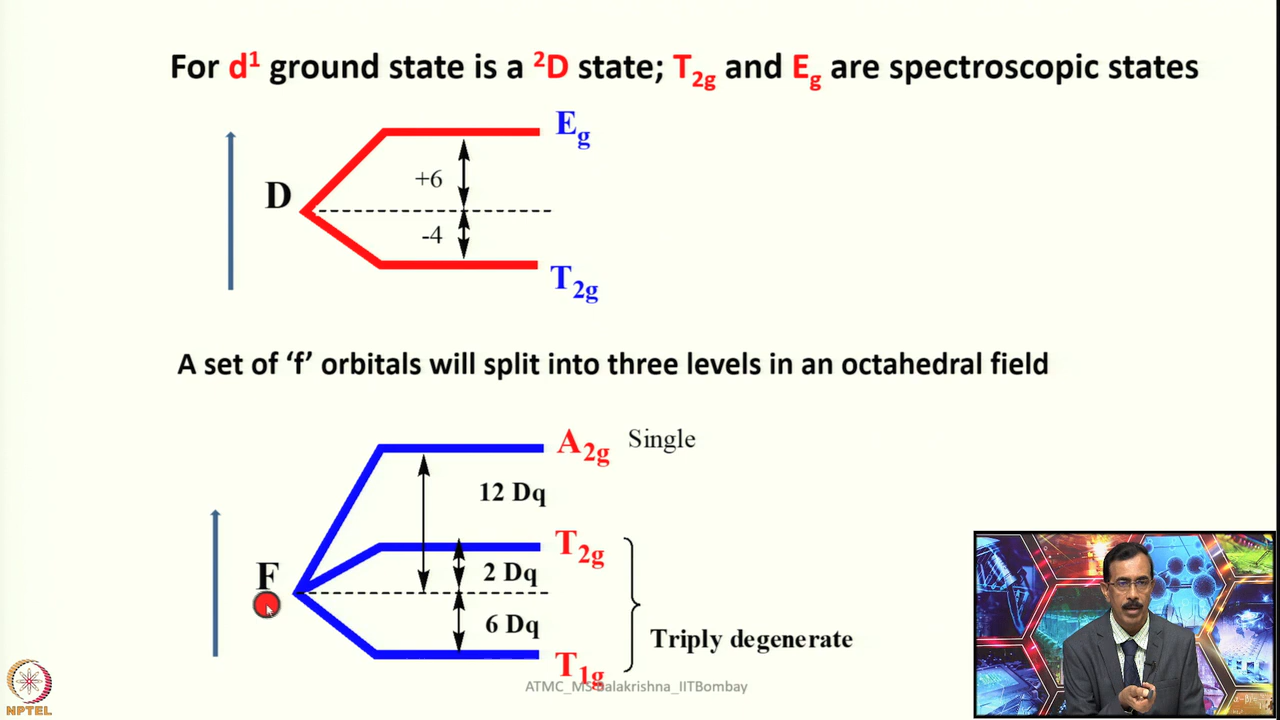 For d¹ ground state is a ²D state; T₂g and Eg are spectroscopic states
Eg
+6
D
-4
T₂g
A set of ‘f’ orbitals will split into three levels in an octahedral field
A₂g Single
12 Dq
T₂g
F
2 Dq
6 Dq
Triply degenerate
T₁g
ATMC_MS Balakrishna_IITBombay
NPTEL